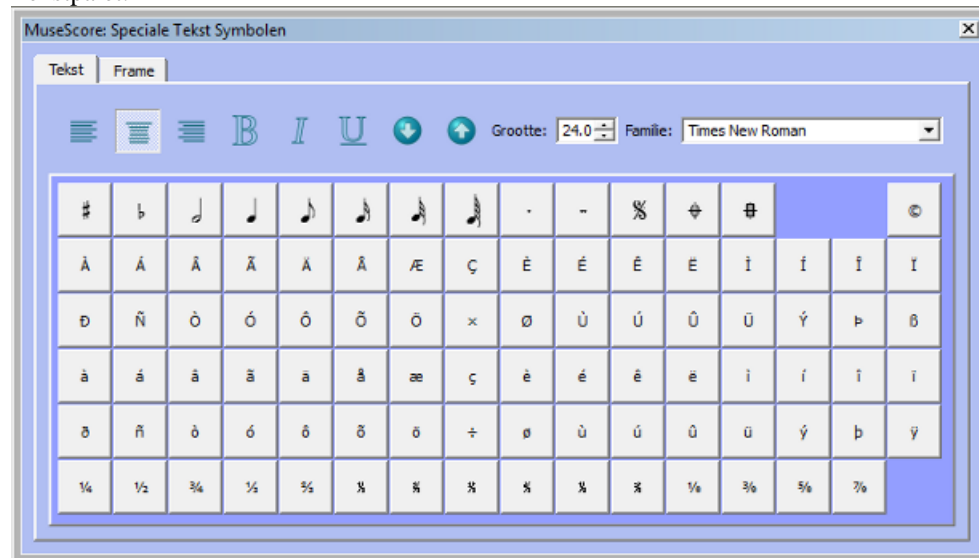 MuseScore: Speciale Tekst Symbolen
Tekst Frame
B I U Grootte: 24.0 Familie: Times New Roman
♯ ♭ 𝅗𝅥 ♩ ♪ 𝅘𝅥𝅯 𝅘𝅥𝅰 𝅘𝅥𝅱 . ©
À Á Â Ã Ä Å Æ Ç È É Ê Ë Ì Í Î Ï
Ð Ñ Ò Ó Ô Õ Ö × Ø Ù Ú Û Ü Ý Þ ß
à á â ã ä å æ ç è é ê ë ì í î ï
ð ñ ò ó ô õ ö ÷ ø ù ú û ü ý þ ÿ
¼ ½ ¾ ⅓ ⅔ ⅛ ⅜ ⅝ ⅞